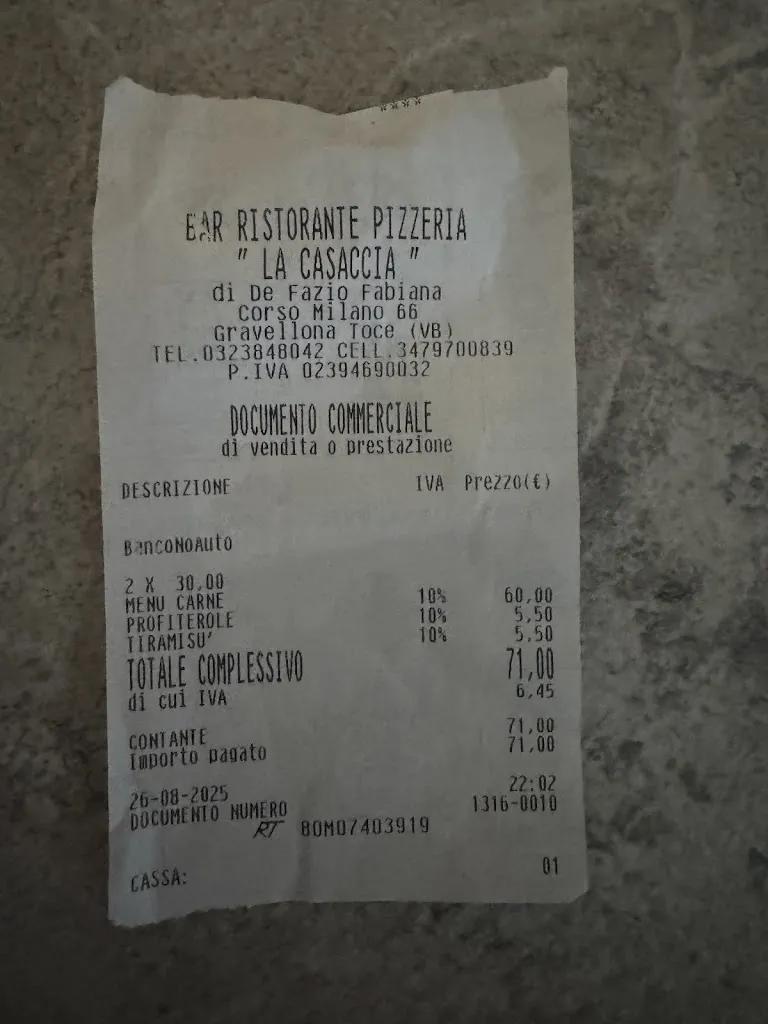 ****
BAR RISTORANTE PIZZERIA
" LA CASACCIA "
di De Fazio Fabiana
Corso Milano 66
Gravellona Toce (VB)
TEL.0323848042 CELL.3479700839
P.IVA 02394690032
DOCUMENTO COMMERCIALE
di vendita o prestazione
DESCRIZIONE IVA Prezzo(€)
BancoNoAuto
2 X 30,00
MENU CARNE 10% 60,00
PROFITEROLE 10% 5,50
TIRAMISU' 10% 5,50
TOTALE COMPLESSIVO 71,00
di cui IVA 6,45
CONTANTE 71,00
Importo pagato 71,00
26-08-2025 22:02
DOCUMENTO NUMERO 1316-0010
RT 80M07403919
CASSA: 01